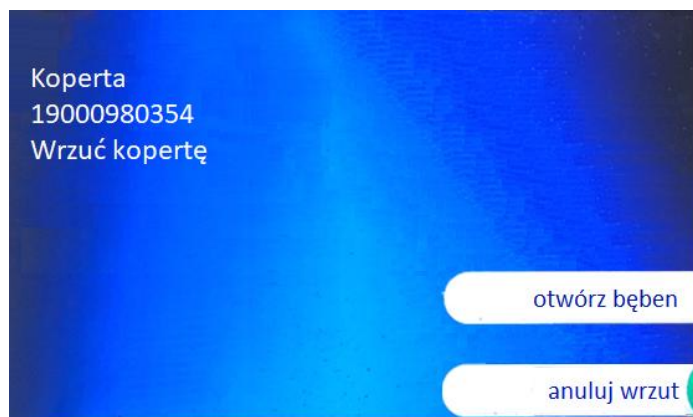 Koperta
19000980354
Wrzuć kopertę
otwórz bęben
anuluj wrzut